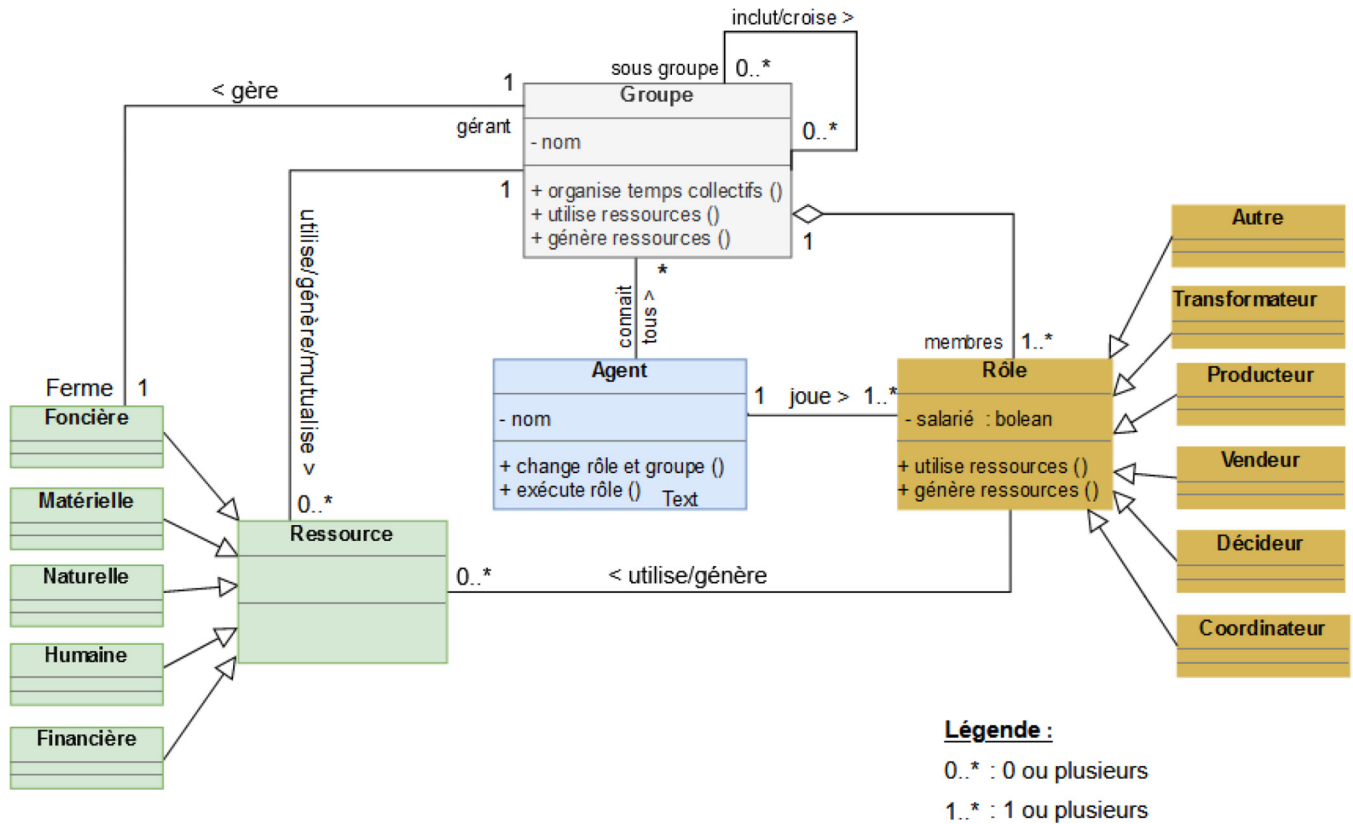 inclut/croise >
sous groupe 0..*
1
< gère
Groupe
gérant
- nom
0..*
1
+ organise temps collectifs ()
+ utilise ressources ()
+ génère ressources ()
1
utilise/génère/mutualise >
*
connait
tous >
Autre
Transformateur
Producteur
Vendeur
Décideur
Coordinateur
membres 1..*
Rôle
- salarié : bolean
+ utilise ressources ()
+ génère ressources ()
Agent
- nom
+ change rôle et groupe ()
+ exécute rôle ()
Text
1 joue > 1..*
Ferme 1
Foncière
Matérielle
Naturelle
Humaine
Financière
0..*
Ressource
0..* < utilise/génère
Légende :
0..* : 0 ou plusieurs
1..* : 1 ou plusieurs